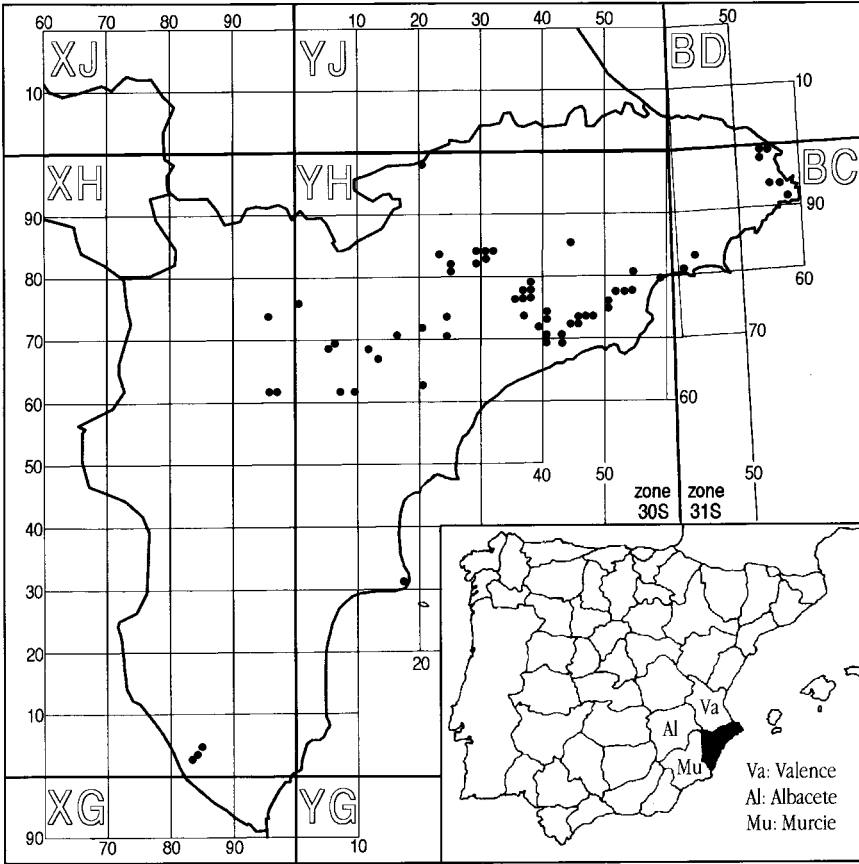 60 70 80 90 10 20 30 40 50 60 50
XJ YJ BD
10 10
XH YH BC
90 90
80 60
70 70
60 60
50 40 50 50
zone zone
30S 31S
40
30
20 20
10
XG YG
90
70 80 90 10
Va
Al
Mu
Va: Valence
Al: Albacete
Mu: Murcie